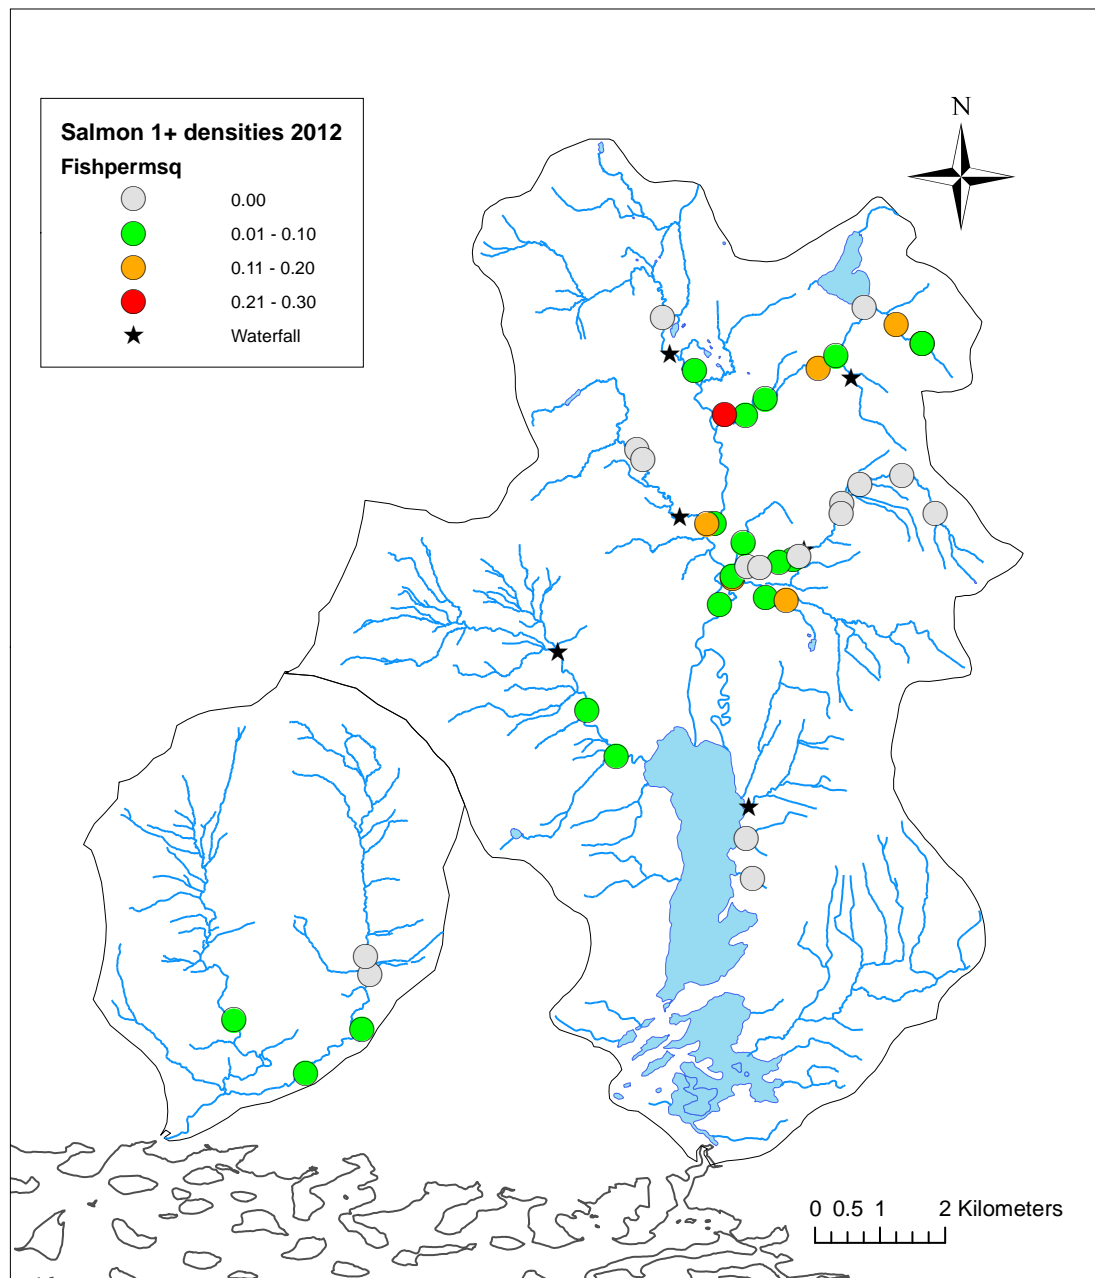 N
Salmon 1+ densities 2012
Fishpermsq
0.00
0.01 - 0.10
0.11 - 0.20
0.21 - 0.30
Waterfall
0 0.5 1 2 Kilometers